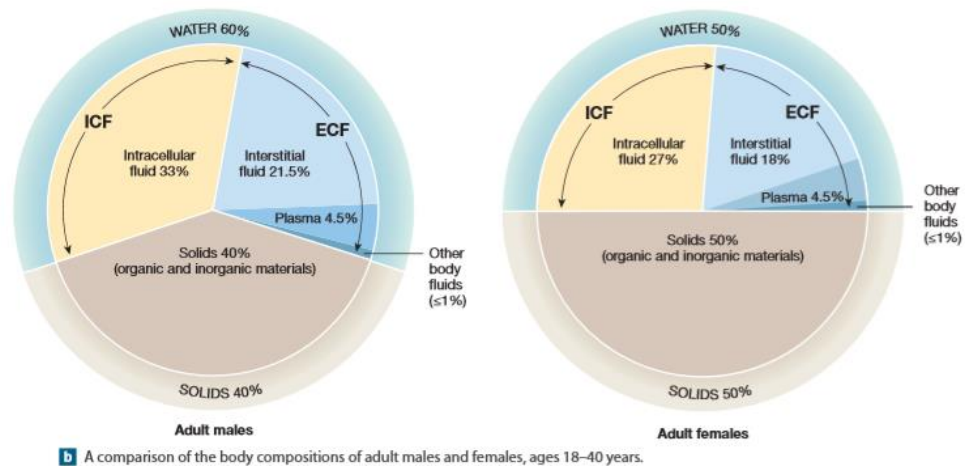 WATER 60%
ICF
ECF
Intracellular
fluid 33%
Interstitial
fluid 21.5%
Plasma 4.5%
Solids 40%
(organic and inorganic materials)
Other
body
fluids
(≤1%)
SOLIDS 40%
Adult males
WATER 50%
ICF
ECF
Intracellular
fluid 27%
Interstitial
fluid 18%
Plasma 4.5%
Other
body
fluids
(≤1%)
Solids 50%
(organic and inorganic materials)
SOLIDS 50%
Adult females
b A comparison of the body compositions of adult males and females, ages 18–40 years.